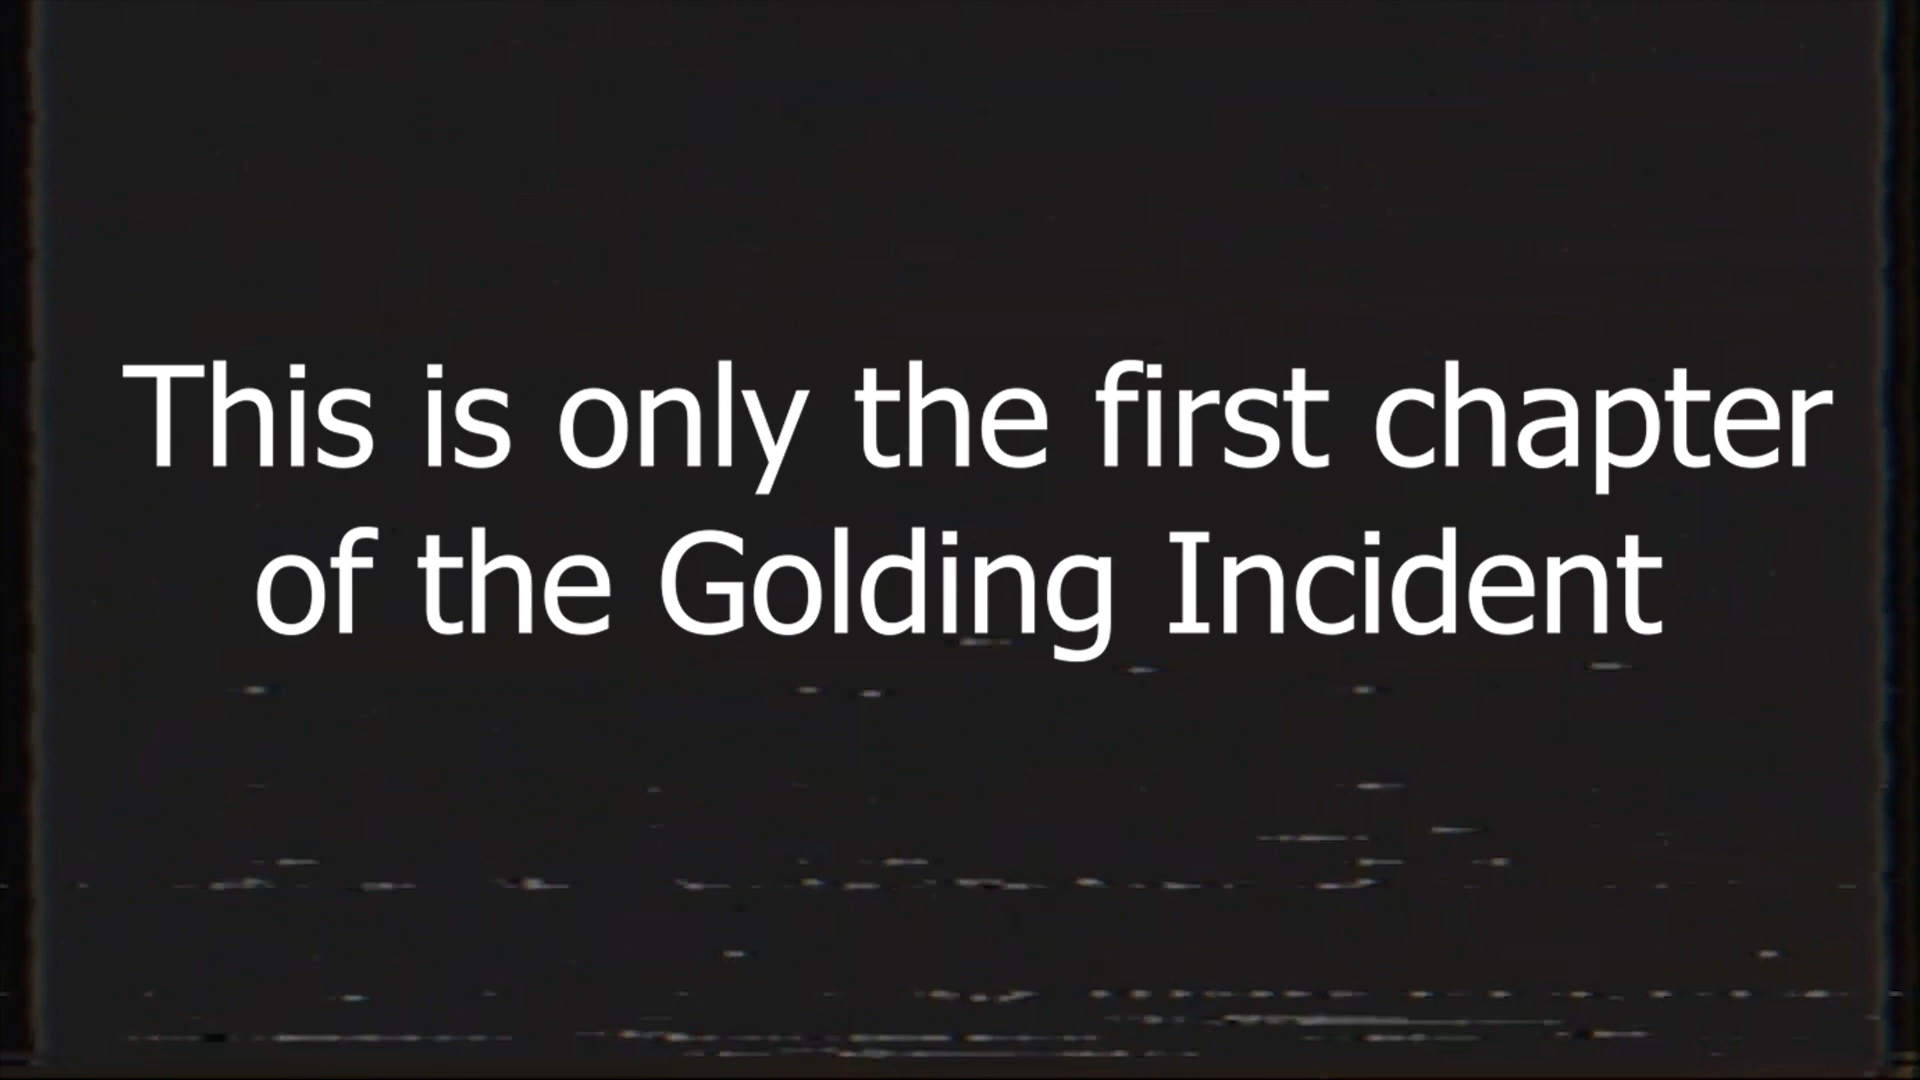 This is only the first chapter
of the Golding Incident